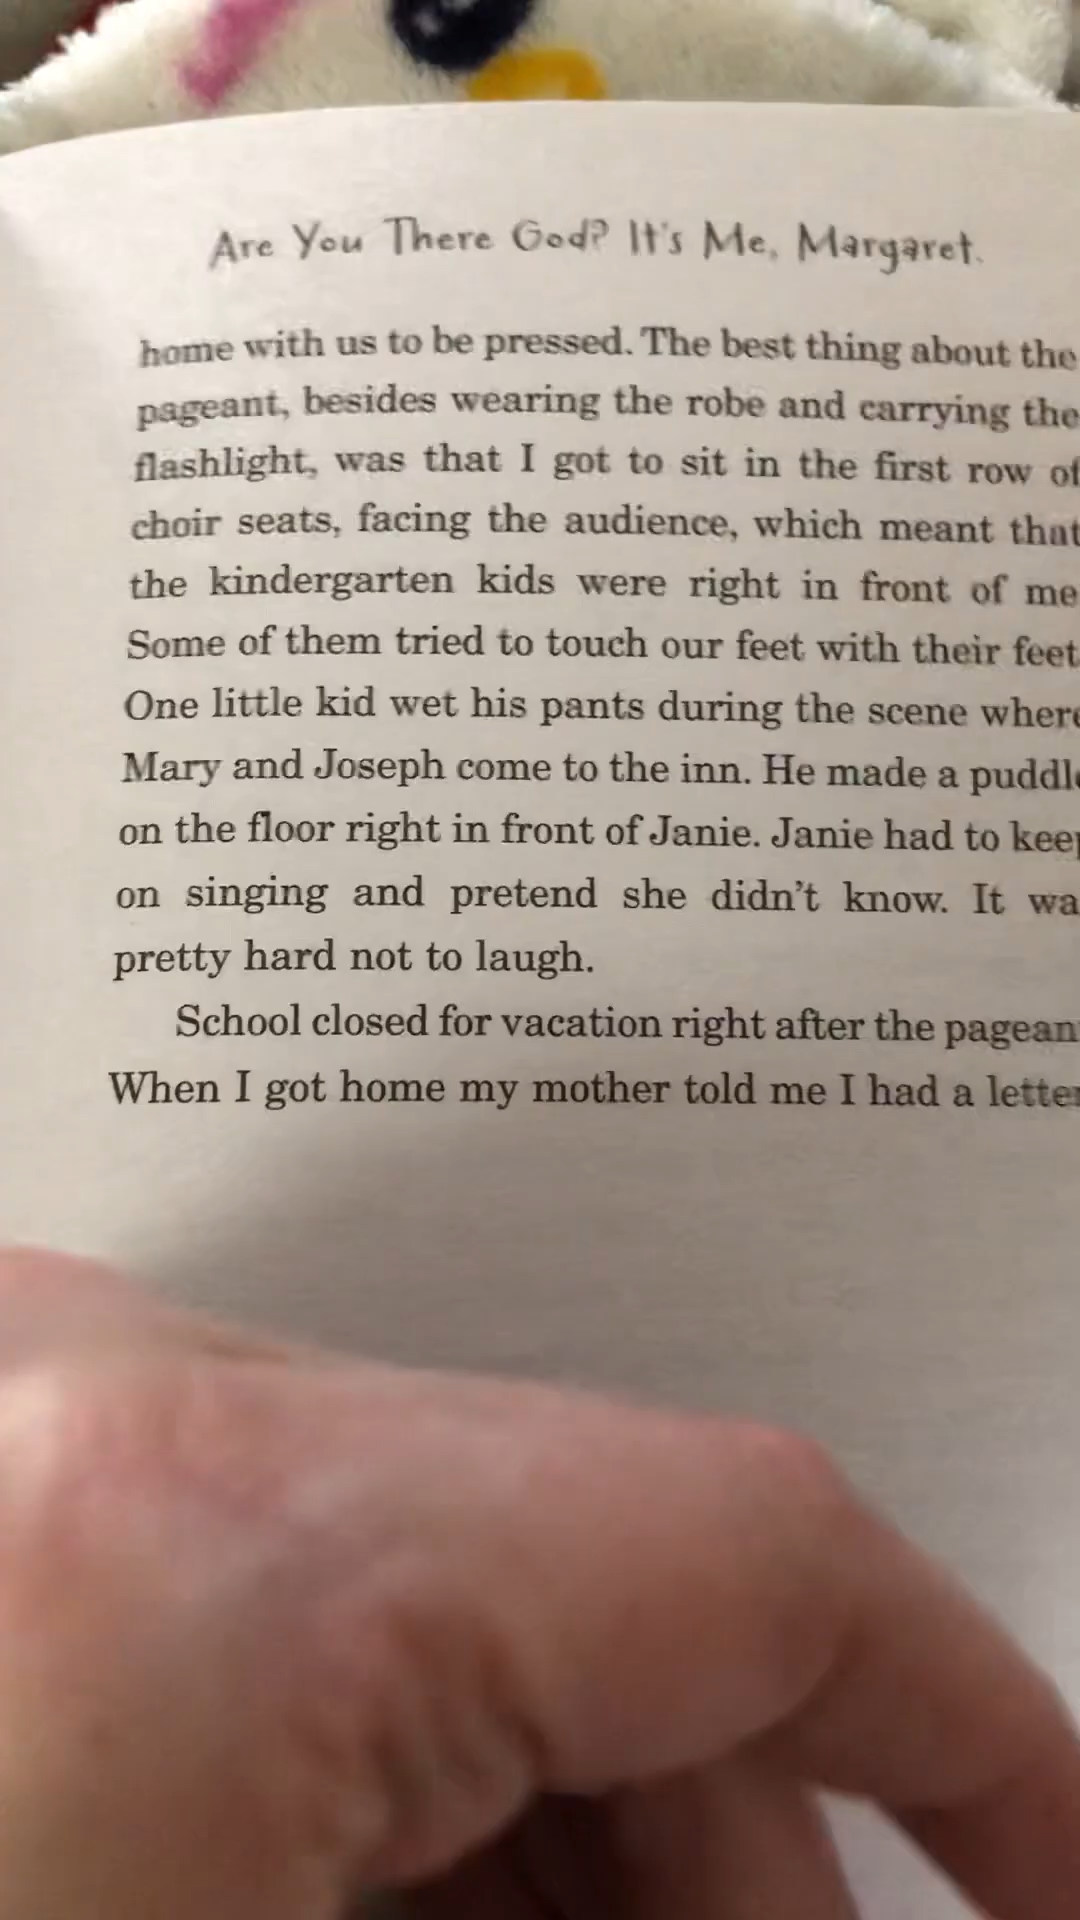 Are You There God? It's Me, Margaret.
home with us to be pressed. The best thing about the
pageant, besides wearing the robe and carrying the
flashlight, was that I got to sit in the first row of
choir seats, facing the audience, which meant that
the kindergarten kids were right in front of me
Some of them tried to touch our feet with their feet
One little kid wet his pants during the scene where
Mary and Joseph come to the inn. He made a puddl
on the floor right in front of Janie. Janie had to keep
on singing and pretend she didn't know. It wa
pretty hard not to laugh.
School closed for vacation right after the pagean
When I got home my mother told me I had a letter